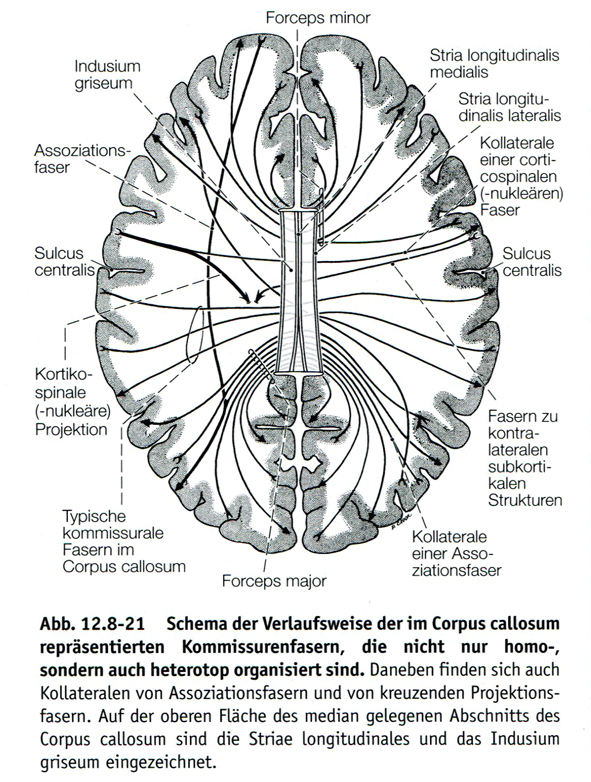 Forceps minor
Indusium
griseum
Stria longitudinalis
medialis
Stria longitu-
dinalis lateralis
Assoziations-
faser
Kollaterale
einer corti-
cospinalen
(-nukleären)
Faser
Sulcus
centralis
Sulcus
centralis
Kortiko-
spinale
(-nukleäre)
Projektion
Fasern zu
kontra-
lateralen
subkorti-
kalen
Strukturen
Typische
kommissurale
Fasern im
Corpus callosum
Kollaterale
einer Asso-
ziationsfaser
Forceps major
Abb. 12.8-21 Schema der Verlaufsweise der im Corpus callosum
repräsentierten Kommissurenfasern, die nicht nur homo-,
sondern auch heterotop organisiert sind. Daneben finden sich auch
Kollateralen von Assoziationsfasern und von kreuzenden Projektions-
fasern. Auf der oberen Fläche des median gelegenen Abschnitts des
Corpus callosum sind die Striae longitudinales und das Indusium
griseum eingezeichnet.